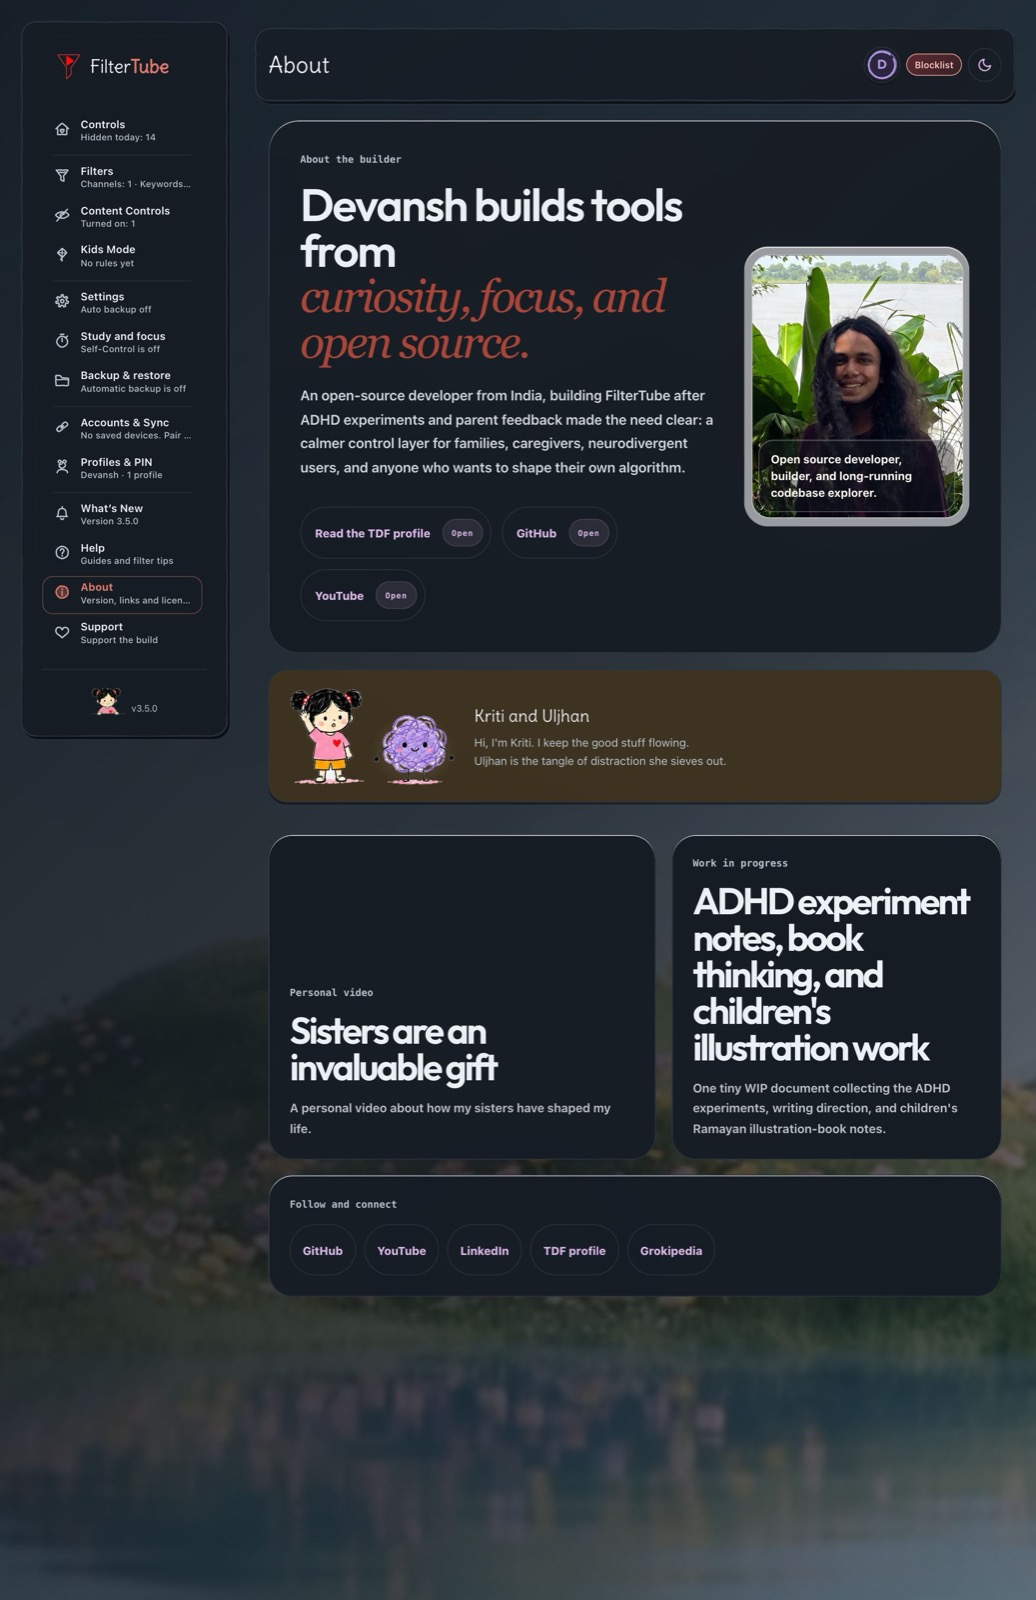 FilterTube
Controls
Hidden today: 14
Filters
Channels: 1 · Keywords...
Content Controls
Turned on: 1
Kids Mode
No rules yet
Settings
Auto backup off
Study and focus
Self-Control is off
Backup & restore
Automatic backup is off
Accounts & Sync
No saved devices. Pair ...
Profiles & PIN
Devansh · 1 profile
What's New
Version 3.5.0
Help
Guides and filter tips
About
Version, links and licen...
Support
Support the build
v3.5.0
About
D
Blocklist
About the builder
Devansh builds tools
from
curiosity, focus, and
open source.
An open-source developer from India, building FilterTube after
ADHD experiments and parent feedback made the need clear: a
calmer control layer for families, caregivers, neurodivergent
users, and anyone who wants to shape their own algorithm.
Read the TDF profile Open
GitHub Open
YouTube Open
Open source developer,
builder, and long-running
codebase explorer.
Kriti and Uljhan
Hi, I'm Kriti. I keep the good stuff flowing.
Uljhan is the tangle of distraction she sieves out.
Personal video
Sisters are an
invaluable gift
A personal video about how my sisters have shaped my
life.
Work in progress
ADHD experiment
notes, book
thinking, and
children's
illustration work
One tiny WIP document collecting the ADHD
experiments, writing direction, and children's
Ramayan illustration-book notes.
Follow and connect
GitHub
YouTube
LinkedIn
TDF profile
Grokipedia